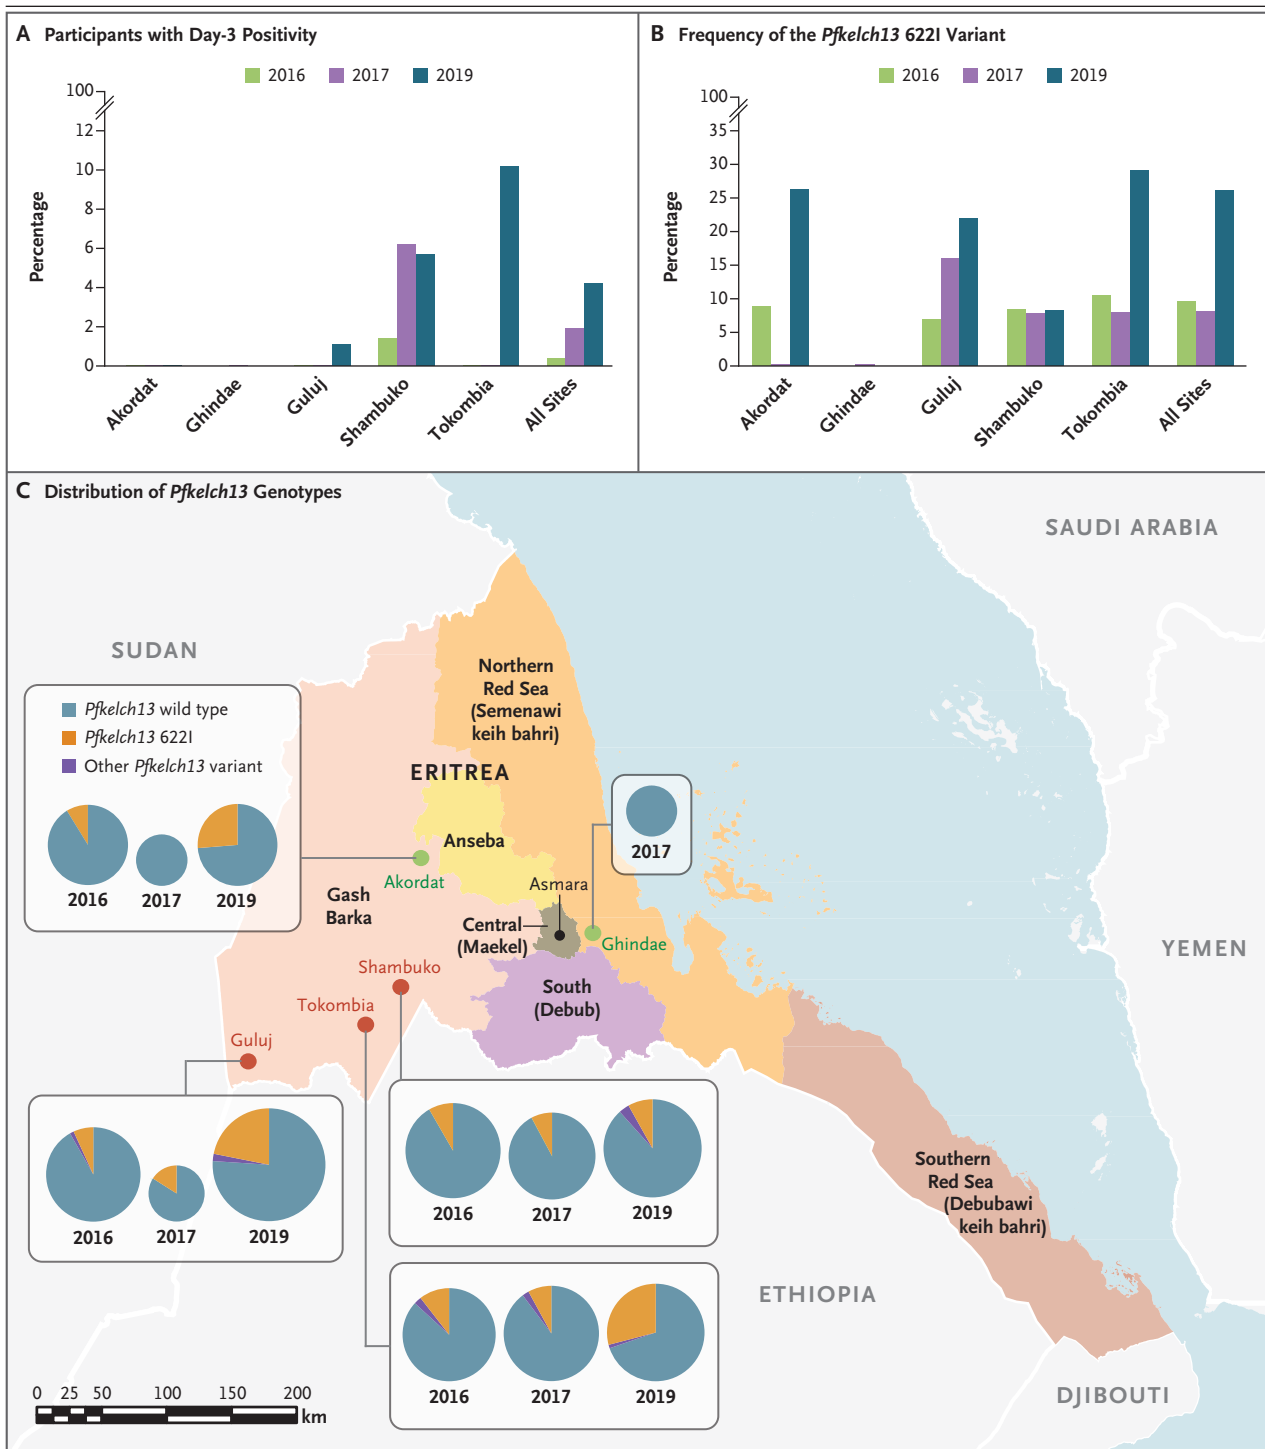 A Participants with Day-3 Positivity
2016 2017 2019
100
12
10
8
6
4
2
0
Percentage
Akordat
Ghindae
Guluj
Shambuko
Tokombia
All Sites
B Frequency of the Pfkelch13 622I Variant
2016 2017 2019
100
35
30
25
20
15
10
5
0
Percentage
Akordat
Ghindae
Guluj
Shambuko
Tokombia
All Sites
C Distribution of Pfkelch13 Genotypes
SAUDI ARABIA
SUDAN
Northern
Red Sea
(Semenawi
keih bahri)
Pfkelch13 wild type
Pfkelch13 622I
Other Pfkelch13 variant
2016 2017 2019
ERITREA
Anseba
2017
Akordat
Asmara
Gash
Barka
Central
(Maekel)
Ghindae
YEMEN
Shambuko
South
(Debub)
Tokombia
Guluj
2016 2017 2019
2016 2017 2019
Southern
Red Sea
(Debubawi
keih bahri)
ETHIOPIA
2016 2017 2019
DJIBOUTI
0 25 50 100 150 200
km